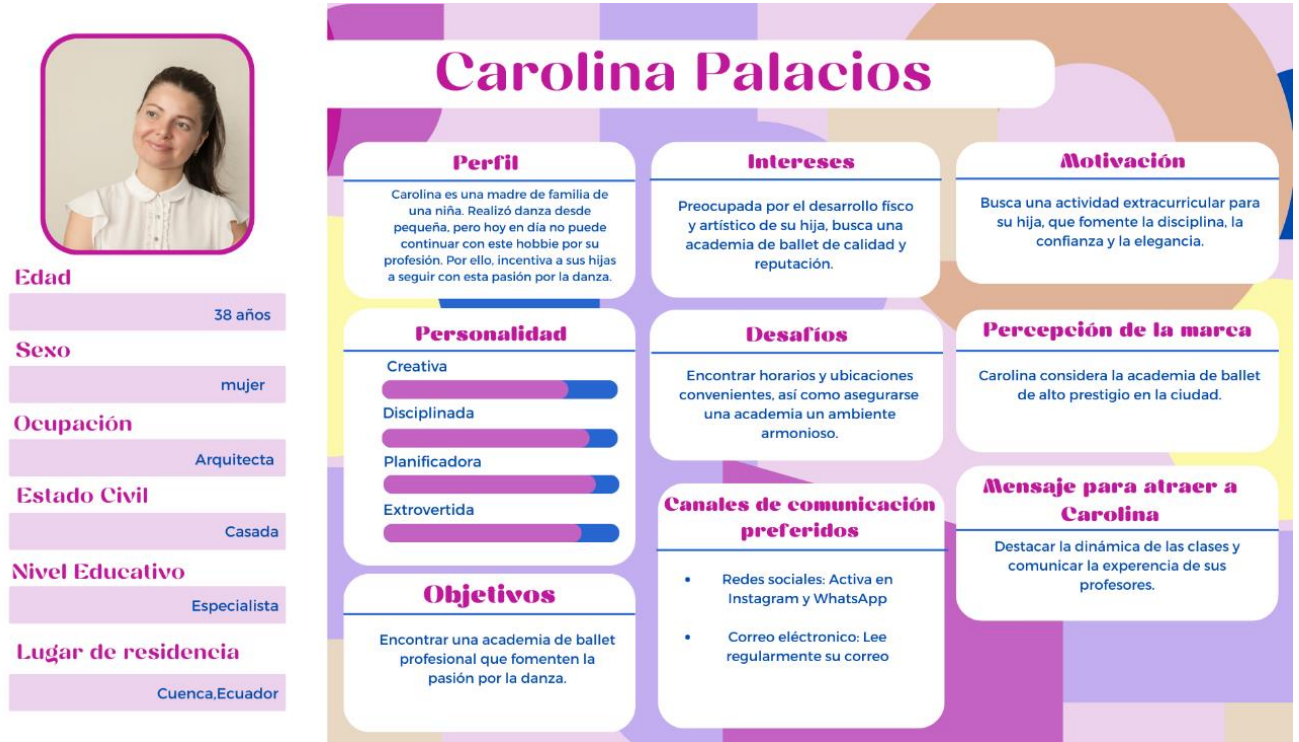 Carolina Palacios
Edad
38 años
Sexo
mujer
Ocupación
Arquitecta
Estado Civil
Casada
Nivel Educativo
Especialista
Lugar de residencia
Cuenca,Ecuador
Perfil
Carolina es una madre de familia de
una niña. Realizó danza desde
pequeña, pero hoy en día no puede
continuar con este hobbie por su
profesión. Por ello, incentiva a sus hijas
a seguir con esta pasión por la danza.
Intereses
Preocupada por el desarrollo físco
y artístico de su hija, busca una
academia de ballet de calidad y
reputación.
Motivación
Busca una actividad extracurricular para
su hija, que fomente la disciplina, la
confianza y la elegancia.
Personalidad
Creativa
Disciplinada
Planificadora
Extrovertida
Desafíos
Encontrar horarios y ubicaciones
convenientes, así como asegurarse
una academia un ambiente
armonioso.
Percepción de la marca
Carolina considera la academia de ballet
de alto prestigio en la ciudad.
Objetivos
Encontrar una academia de ballet
profesional que fomenten la
pasión por la danza.
Canales de comunicación
preferidos
• Redes sociales: Activa en
Instagram y WhatsApp
• Correo eléctronico: Lee
regularmente su correo
Mensaje para atraer a
Carolina
Destacar la dinámica de las clases y
comunicar la experencia de sus
profesores.